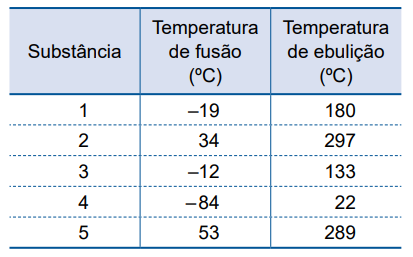 Substância Temperatura de fusão (ºC) Temperatura de ebulição (ºC)
1 –19 180
2 34 297
3 –12 133
4 –84 22
5 53 289